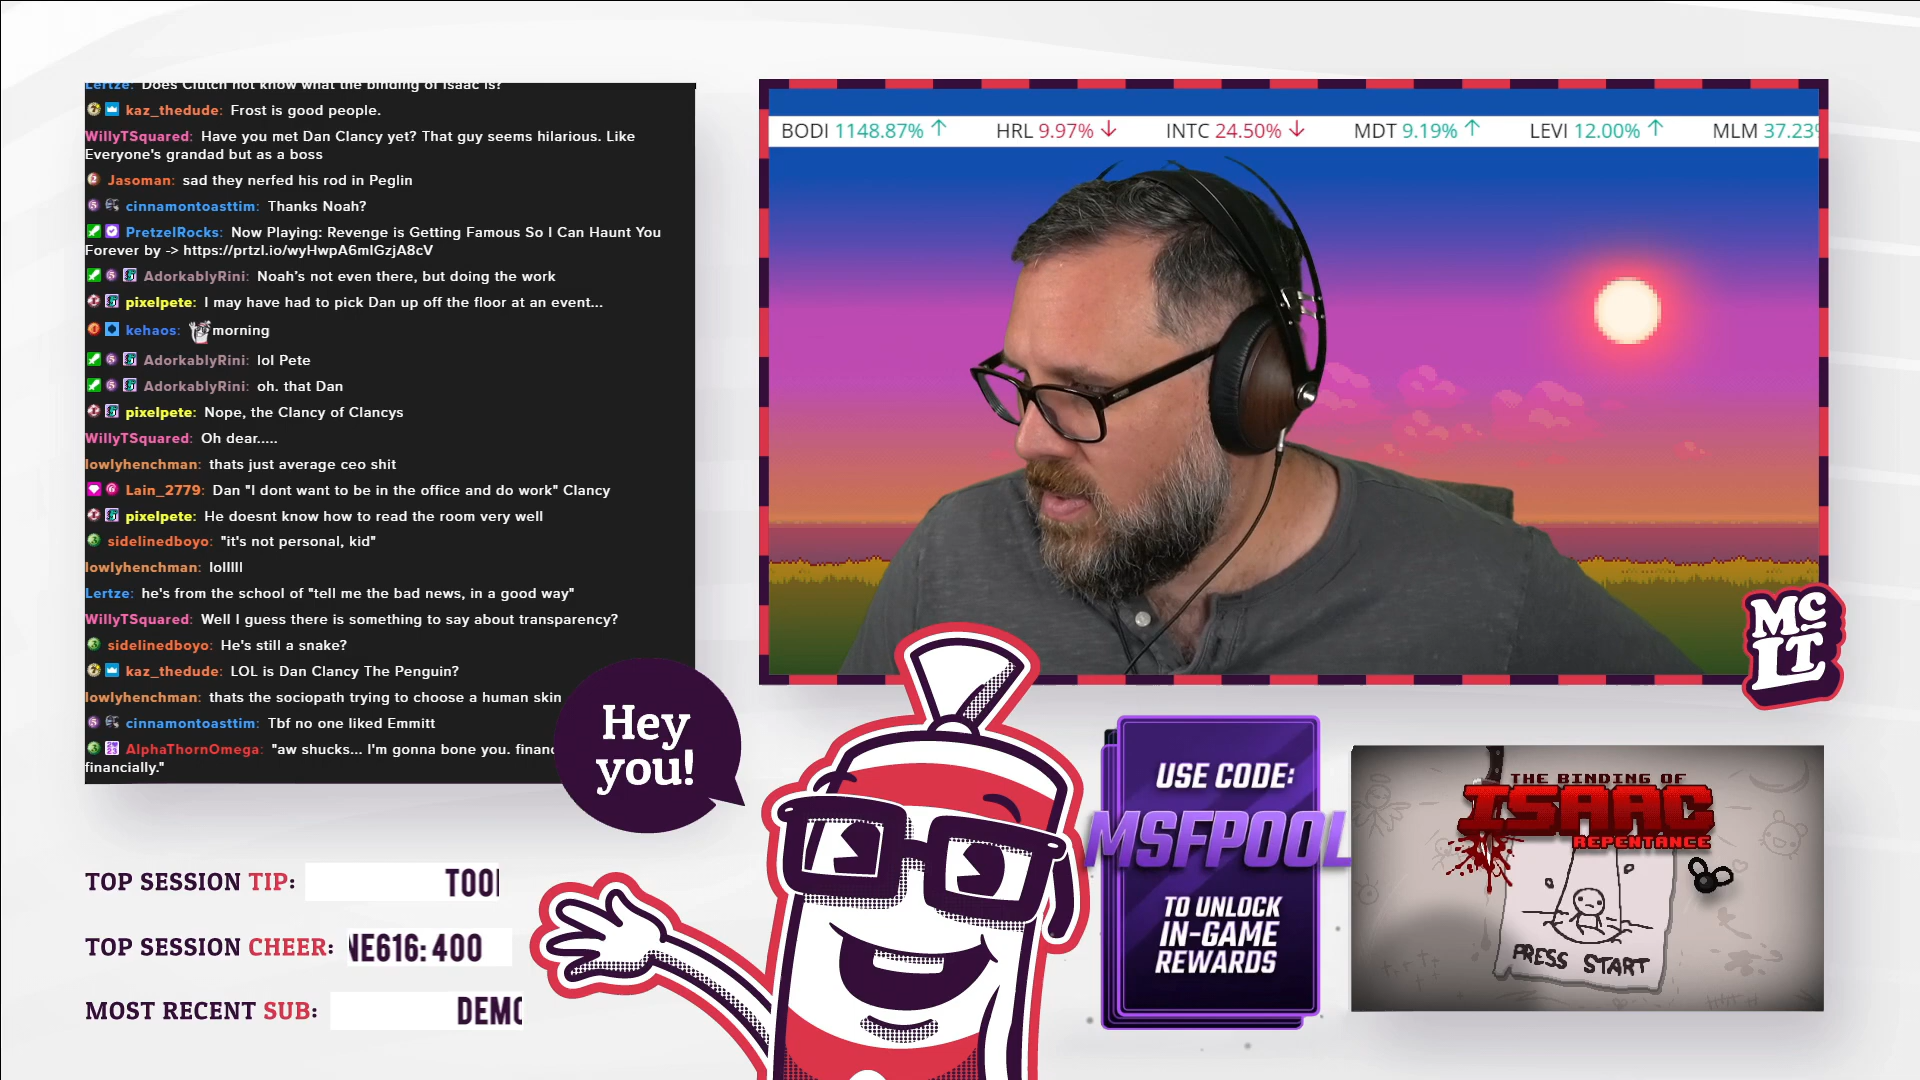 Lertze: Does Clutch not know what the binding of Isaac is?
kaz_thedude: Frost is good people.
WillyTSquared: Have you met Dan Clancy yet? That guy seems hilarious. Like
Everyone's grandad but as a boss
Jasoman: sad they nerfed his rod in Peglin
cinnamontoasttim: Thanks Noah?
PretzelRocks: Now Playing: Revenge is Getting Famous So I Can Haunt You
Forever by -> https://prtzl.io/wyHwpA6mlGzjA8cV
AdorkablyRini: Noah's not even there, but doing the work
pixelpete: I may have had to pick Dan up off the floor at an event...
kehaos: morning
AdorkablyRini: lol Pete
AdorkablyRini: oh. that Dan
pixelpete: Nope, the Clancy of Clancys
WillyTSquared: Oh dear.....
lowlyhenchman: thats just average ceo shit
Lain_2779: Dan "I dont want to be in the office and do work" Clancy
pixelpete: He doesnt know how to read the room very well
sidelinedboyo: "it's not personal, kid"
lowlyhenchman: lolllll
Lertze: he's from the school of "tell me the bad news, in a good way"
WillyTSquared: Well I guess there is something to say about transparency?
sidelinedboyo: He's still a snake?
kaz_thedude: LOL is Dan Clancy The Penguin?
lowlyhenchman: thats the sociopath trying to choose a human skin
cinnamontoasttim: Tbf no one liked Emmitt
AlphaThornOmega: "aw shucks... I'm gonna bone you. financ
financially."
BODI 1148.87% ↑ HRL 9.97% ↓ INTC 24.50% ↓ MDT 9.19% ↑ LEVI 12.00% ↑ MLM 37.23%
McLT
Hey
you!
TOP SESSION TIP: TOO
TOP SESSION CHEER: NE616: 400
MOST RECENT SUB: DEMO
USE CODE:
MSFPOOL
TO UNLOCK
IN-GAME
REWARDS
THE BINDING OF
ISAAC
REPENTANCE
PRESS START